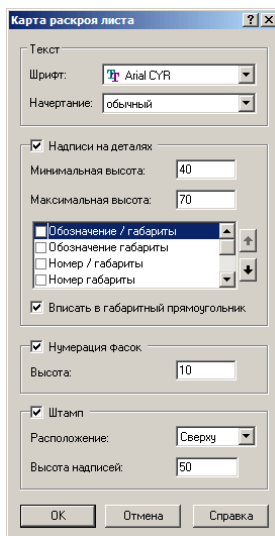 Карта раскроя листа
Текст
Шрифт: Arial CYR
Начертание: обычный
Надписи на деталях
Минимальная высота: 40
Максимальная высота: 70
Обозначение / габариты
Обозначение габариты
Номер / габариты
Номер габариты
Вписать в габаритный прямоугольник
Нумерация фасок
Высота: 10
Штамп
Расположение: Сверху
Высота надписей: 50
OK Отмена Справка